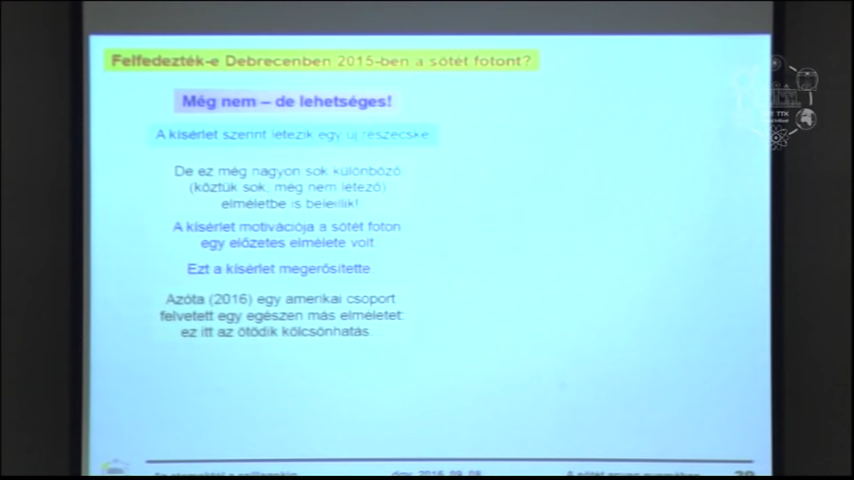 Felfedezték-e Debrecenben 2015-ben a sötét fotont?
Még nem – de lehetséges!
A kísérlet szerint létezik egy új részecske
De ez még nagyon sok különböző
(köztük sok, még nem létező)
elméletbe is beleillik!
A kísérlet motivációja a sötét foton
egy előzetes elmélete volt
Ezt a kísérlet megerősítette
Azóta (2016) egy amerikai csoport
felvetett egy egészen más elméletet:
ez itt az ötödik kölcsönhatás...
TTK